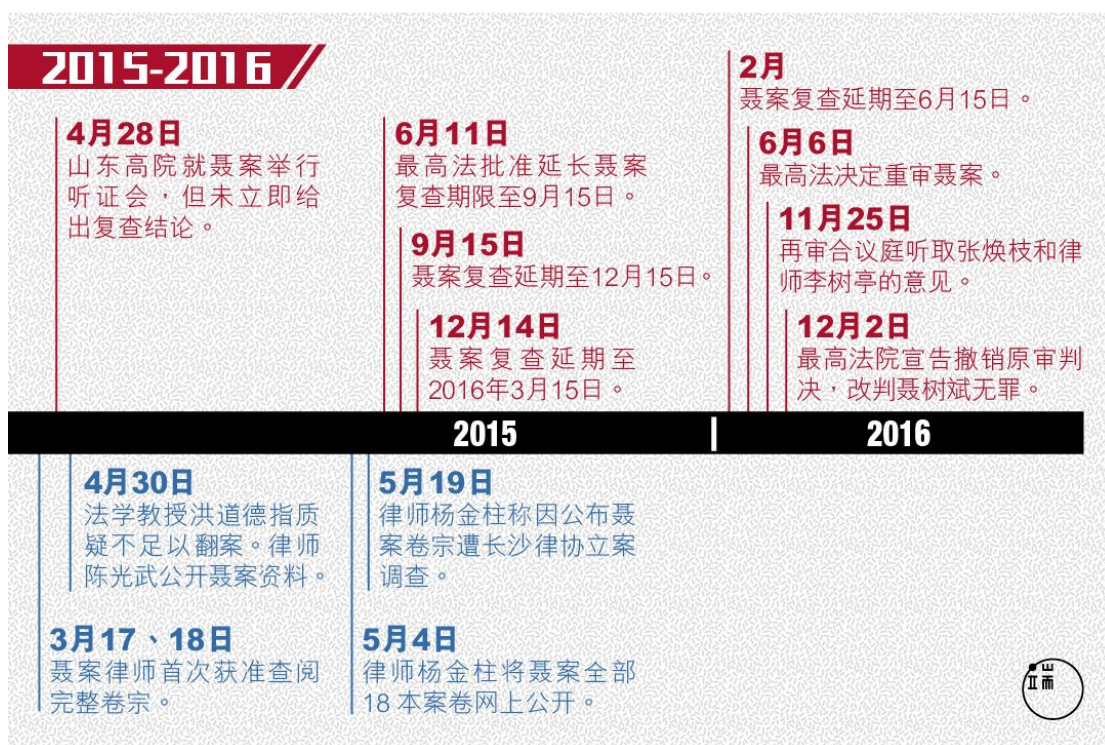 2015-2016
4月28日
山东高院就聂案举行
听证会，但未立即给
出复查结论。
6月11日
最高法批准延长聂案
复查期限至9月15日。
9月15日
聂案复查延期至12月15日。
12月14日
聂案复查延期至
2016年3月15日。
2月
聂案复查延期至6月15日。
6月6日
最高法决定重审聂案。
11月25日
再审合议庭听取张焕枝和律
师李树亭的意见。
12月2日
最高法院宣告撤销原审判
决，改判聂树斌无罪。
2015
2016
4月30日
法学教授洪道德指质
疑不足以翻案。律师
陈光武公开聂案资料。
3月17、18日
聂案律师首次获准查阅
完整卷宗。
5月19日
律师杨金柱称因公布聂
案卷宗遭长沙律协立案
调查。
5月4日
律师杨金柱将聂案全部
18 本案卷网上公开。
端